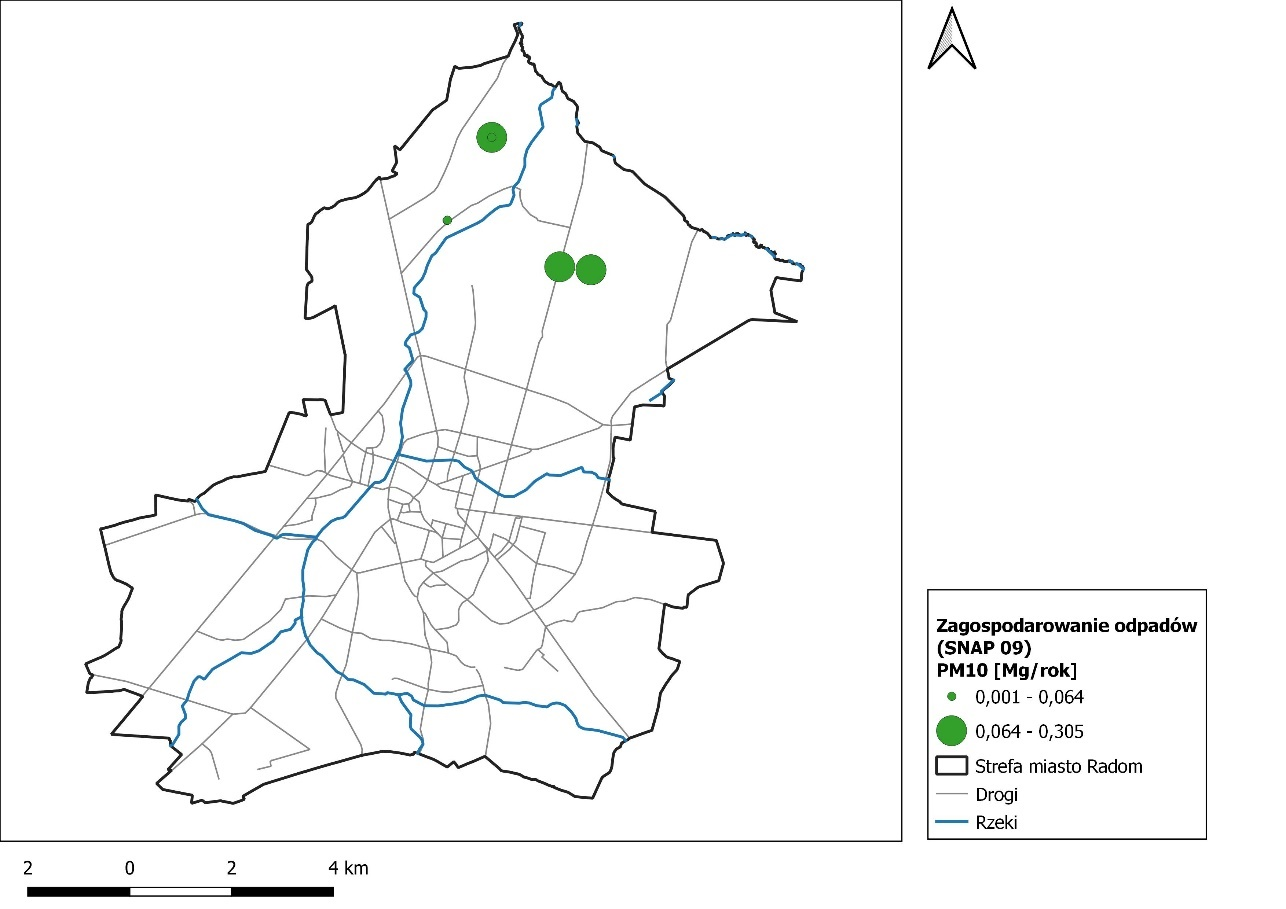 Zagospodarowanie odpadów
(SNAP 09)
PM10 [Mg/rok]
0,001 - 0,064
0,064 - 0,305
Strefa miasto Radom
Drogi
Rzeki
2 0 2 4 km